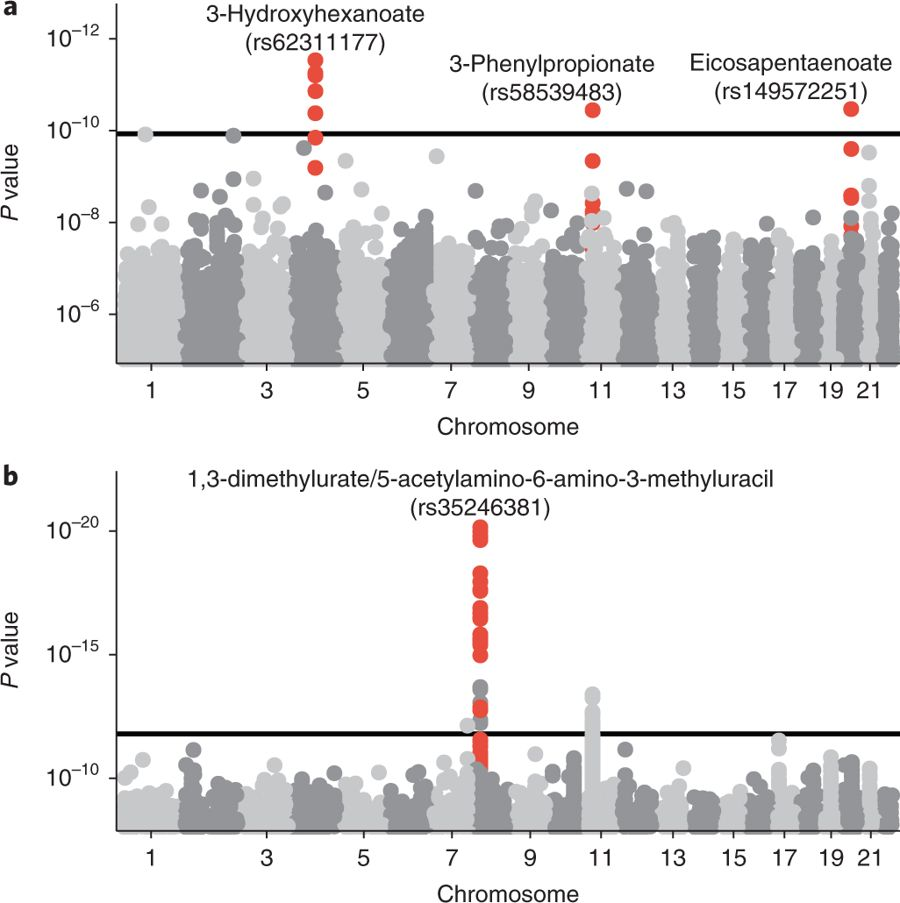 a
3-Hydroxyhexanoate
(rs62311177)
3-Phenylpropionate
(rs58539483)
Eicosapentaenoate
(rs149572251)
10−12
10−10
10−8
10−6
P value
1 3 5 7 9 11 13 15 17 19 21
Chromosome
b
1,3-dimethylurate/5-acetylamino-6-amino-3-methyluracil
(rs35246381)
10−20
10−15
10−10
P value
1 3 5 7 9 11 13 15 17 19 21
Chromosome